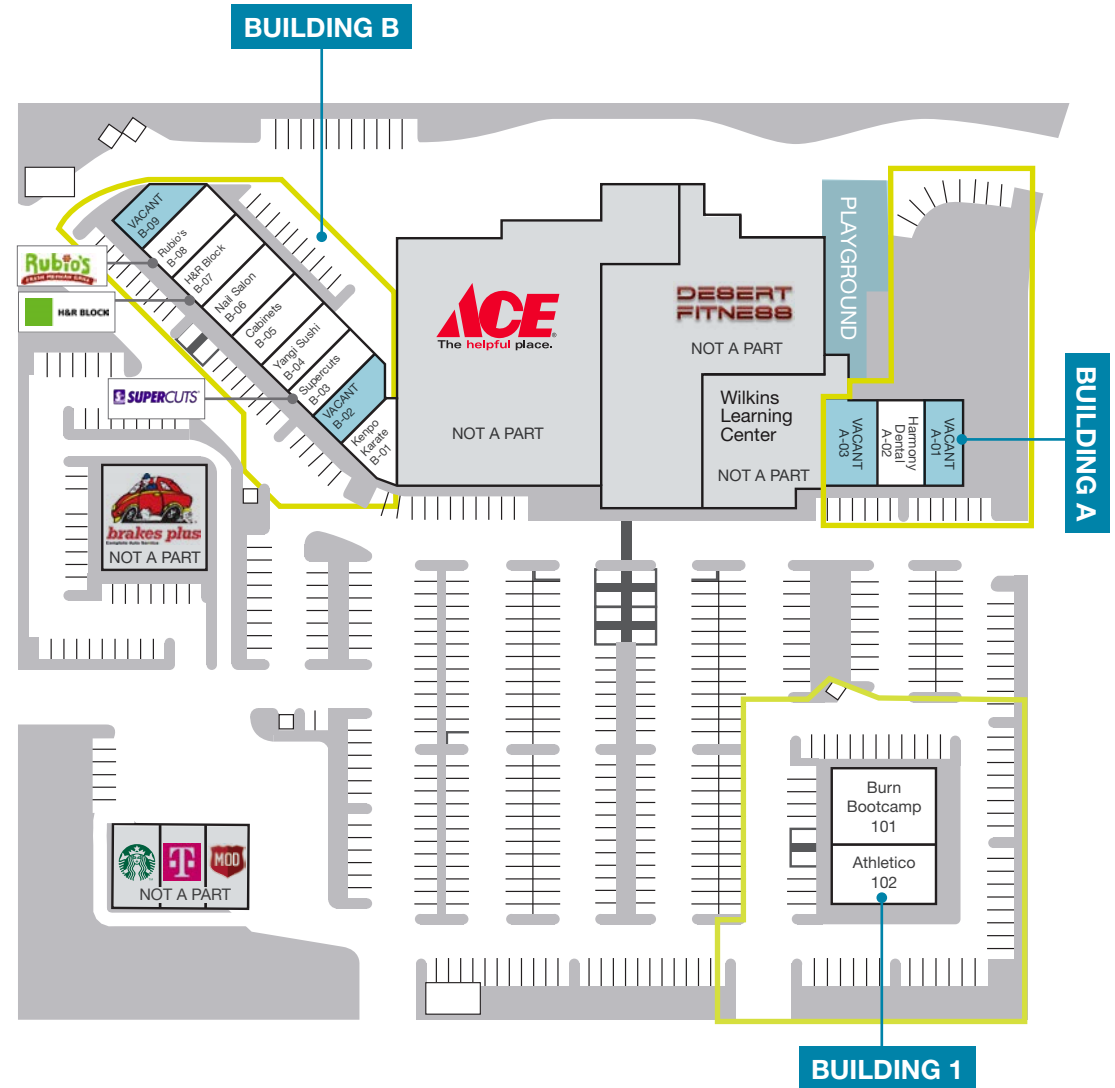 BUILDING B
VACANT
B-09
Rubio's
B-08
H&R Block
B-07
Nail Salon
B-06
Cabinets
B-05
Yangi Sushi
B-04
Supercuts
B-03
VACANT
B-02
Kenpo
Karate
B-01
Rubio's
FRESH MEXICAN GRILL
H&R BLOCK
SUPERCUTS
ACE
The helpful place.
NOT A PART
DESERT
FITNESS
NOT A PART
PLAYGROUND
Wilkins
Learning
Center
NOT A PART
VACANT
A-03
Harmony
Dental
A-02
VACANT
A-01
BUILDING A
brakes plus
Complete Auto Service
NOT A PART
T
MOD
NOT A PART
Burn
Bootcamp
101
Athletico
102
BUILDING 1